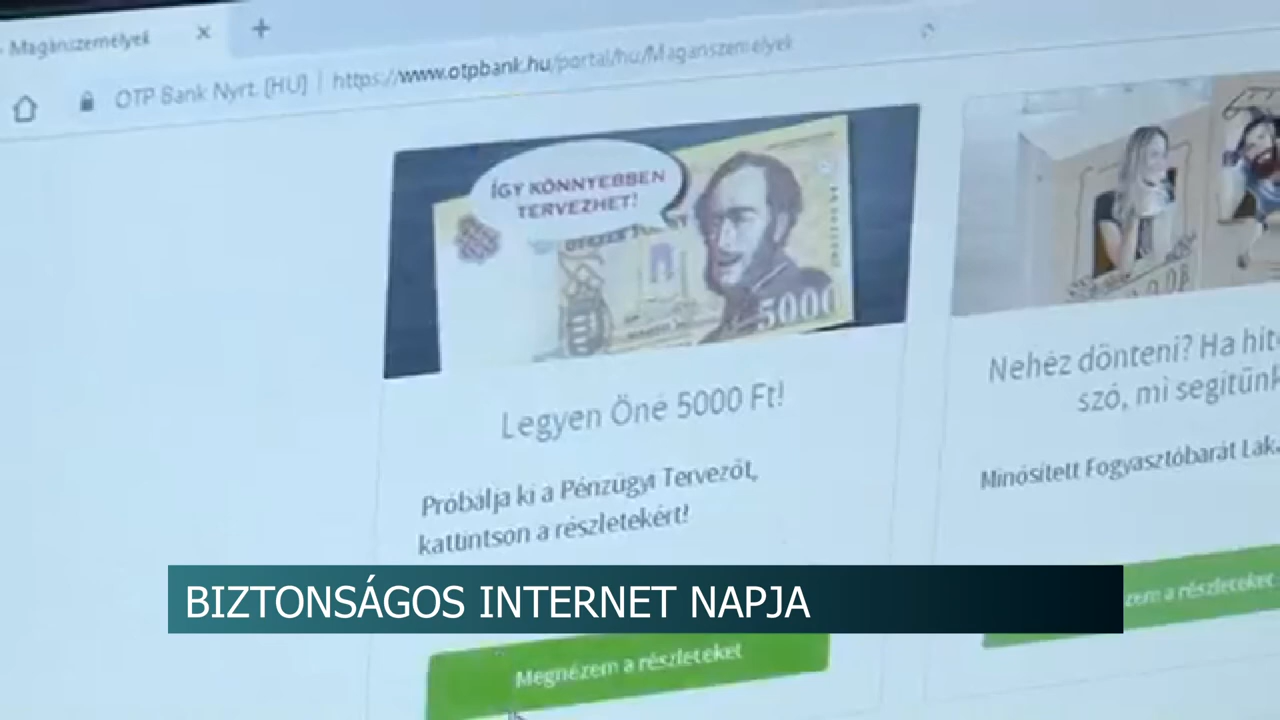 Magánszemélyek
OTP Bank Nyrt. [HU] | https://www.otpbank.hu/portal/hu/Maganszemelyek
ÍGY KÖNNYEBBEN
TERVEZHET!
5000
Legyen Öné 5000 Ft!
Próbálja ki a Pénzügyi Tervezőt,
kattintson a részletekért!
Megnézem a részleteket
Nehéz dönteni? Ha
szó, mi segítünk
Minősített Fogyasztóbarát
a részleteket
BIZTONSÁGOS INTERNET NAPJA